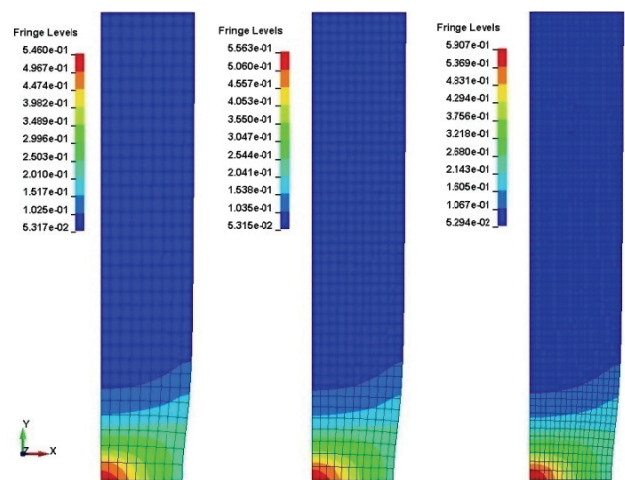 Fringe Levels
5.460e-01
4.967e-01
4.474e-01
3.982e-01
3.489e-01
2.996e-01
2.503e-01
2.010e-01
1.517e-01
1.025e-01
5.317e-02
Fringe Levels
5.563e-01
5.060e-01
4.557e-01
4.053e-01
3.550e-01
3.047e-01
2.544e-01
2.041e-01
1.538e-01
1.035e-01
5.315e-02
Fringe Levels
5.907e-01
5.369e-01
4.831e-01
4.294e-01
3.756e-01
3.218e-01
2.680e-01
2.143e-01
1.605e-01
1.067e-01
5.294e-02
Y
Z X